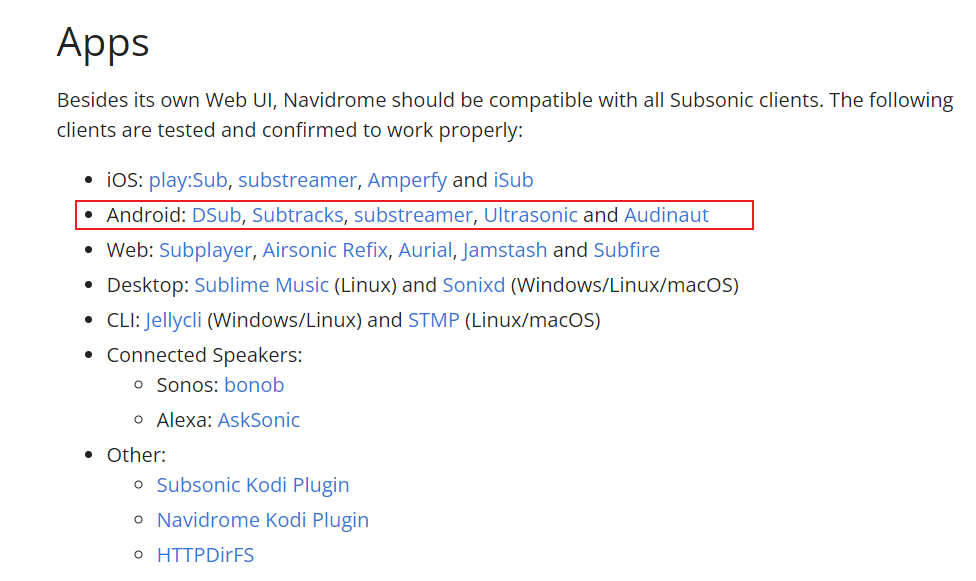 Apps
Besides its own Web UI, Navidrome should be compatible with all Subsonic clients. The following
clients are tested and confirmed to work properly:
iOS: play:Sub, substreamer, Amperfy and iSub
Android: DSub, Subtracks, substreamer, Ultrasonic and Audinaut
Web: Subplayer, Airsonic Refix, Aurial, Jamstash and Subfire
Desktop: Sublime Music (Linux) and Sonixd (Windows/Linux/macOS)
CLI: Jellycli (Windows/Linux) and STMP (Linux/macOS)
Connected Speakers:
Sonos: bonob
Alexa: AskSonic
Other:
Subsonic Kodi Plugin
Navidrome Kodi Plugin
HTTPDirFS